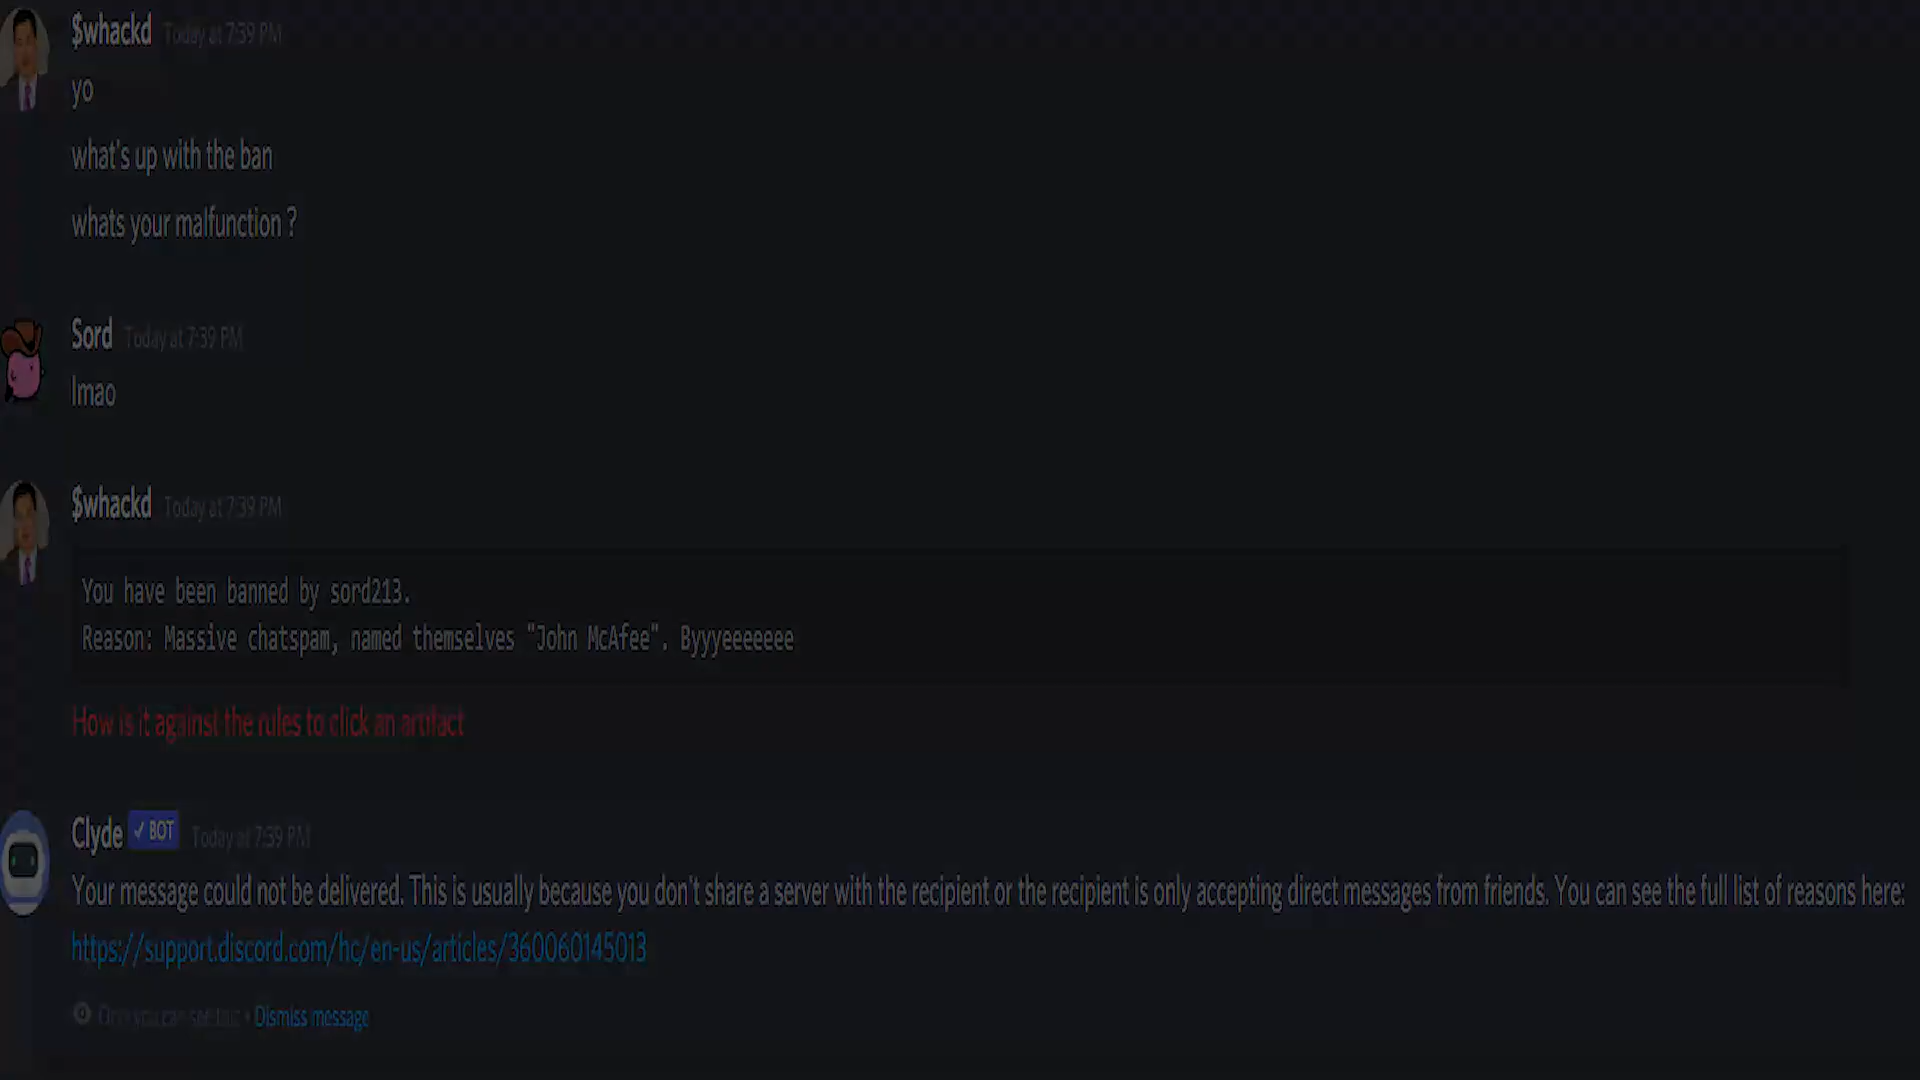 $whackd Today at 7:39 PM
yo
what's up with the ban
whats your malfunction ?
Sord Today at 7:39 PM
lmao
$whackd Today at 7:39 PM
You have been banned by sord213.
Reason: Massive chatspam, named themselves "John McAfee". Byyyeeeeeee
How is it against the rules to click an artifact
Clyde ✓ BOT Today at 7:39 PM
Your message could not be delivered. This is usually because you don't share a server with the recipient or the recipient is only accepting direct messages from friends. You can see the full list of reasons here:
https://support.discord.com/hc/en-us/articles/360060145013
Only you can see this • Dismiss message